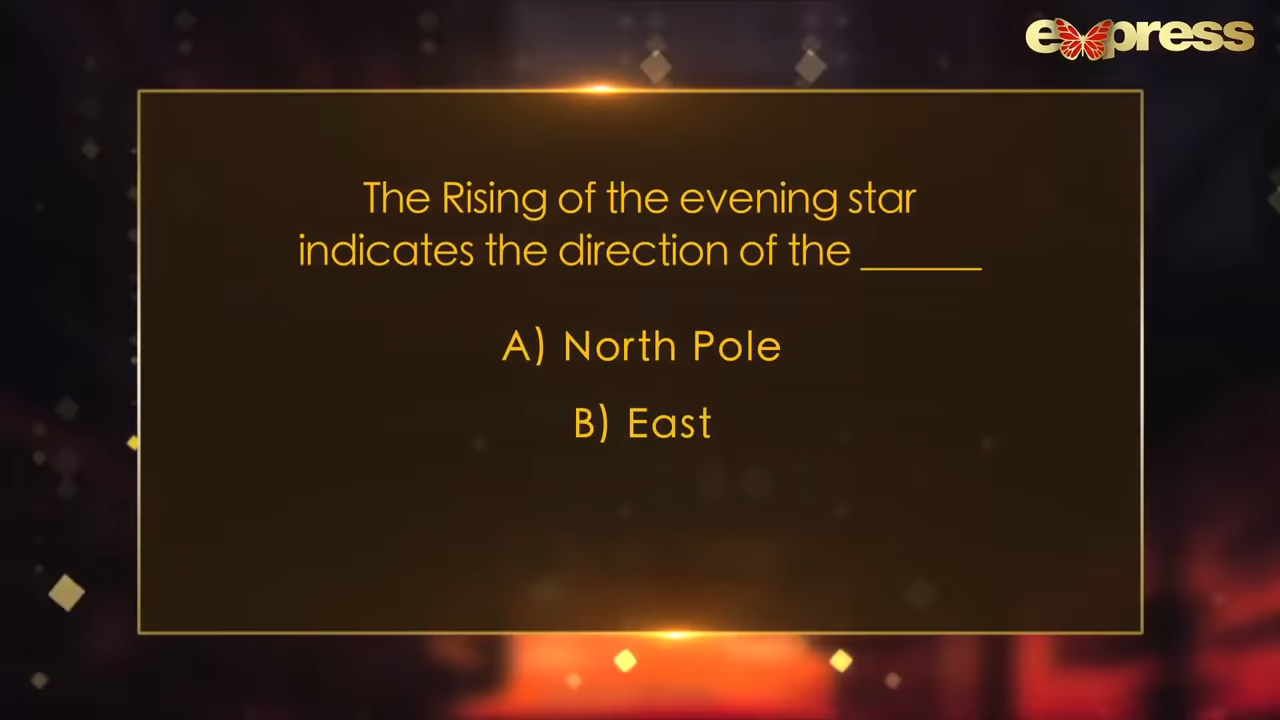 express
The Rising of the evening star
indicates the direction of the ______
A) North Pole
B) East